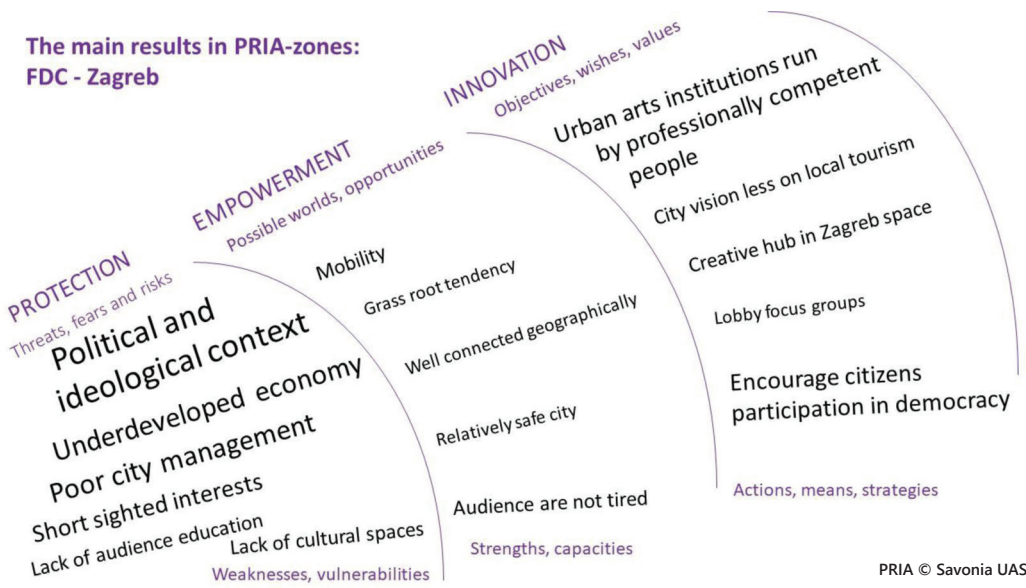 The main results in PRIA-zones:
FDC - Zagreb
PROTECTION
Threats, fears and risks
Political and
ideological context
Underdeveloped economy
Poor city management
Short sighted interests
Lack of audience education
Lack of cultural spaces
Weaknesses, vulnerabilities
EMPOWERMENT
Possible worlds, opportunities
Mobility
Grass root tendency
Well connected geographically
Relatively safe city
Audience are not tired
Strengths, capacities
INNOVATION
Objectives, wishes, values
Urban arts institutions run
by professionally competent
people
City vision less on local tourism
Creative hub in Zagreb space
Lobby focus groups
Encourage citizens
participation in democracy
Actions, means, strategies
PRIA © Savonia UAS